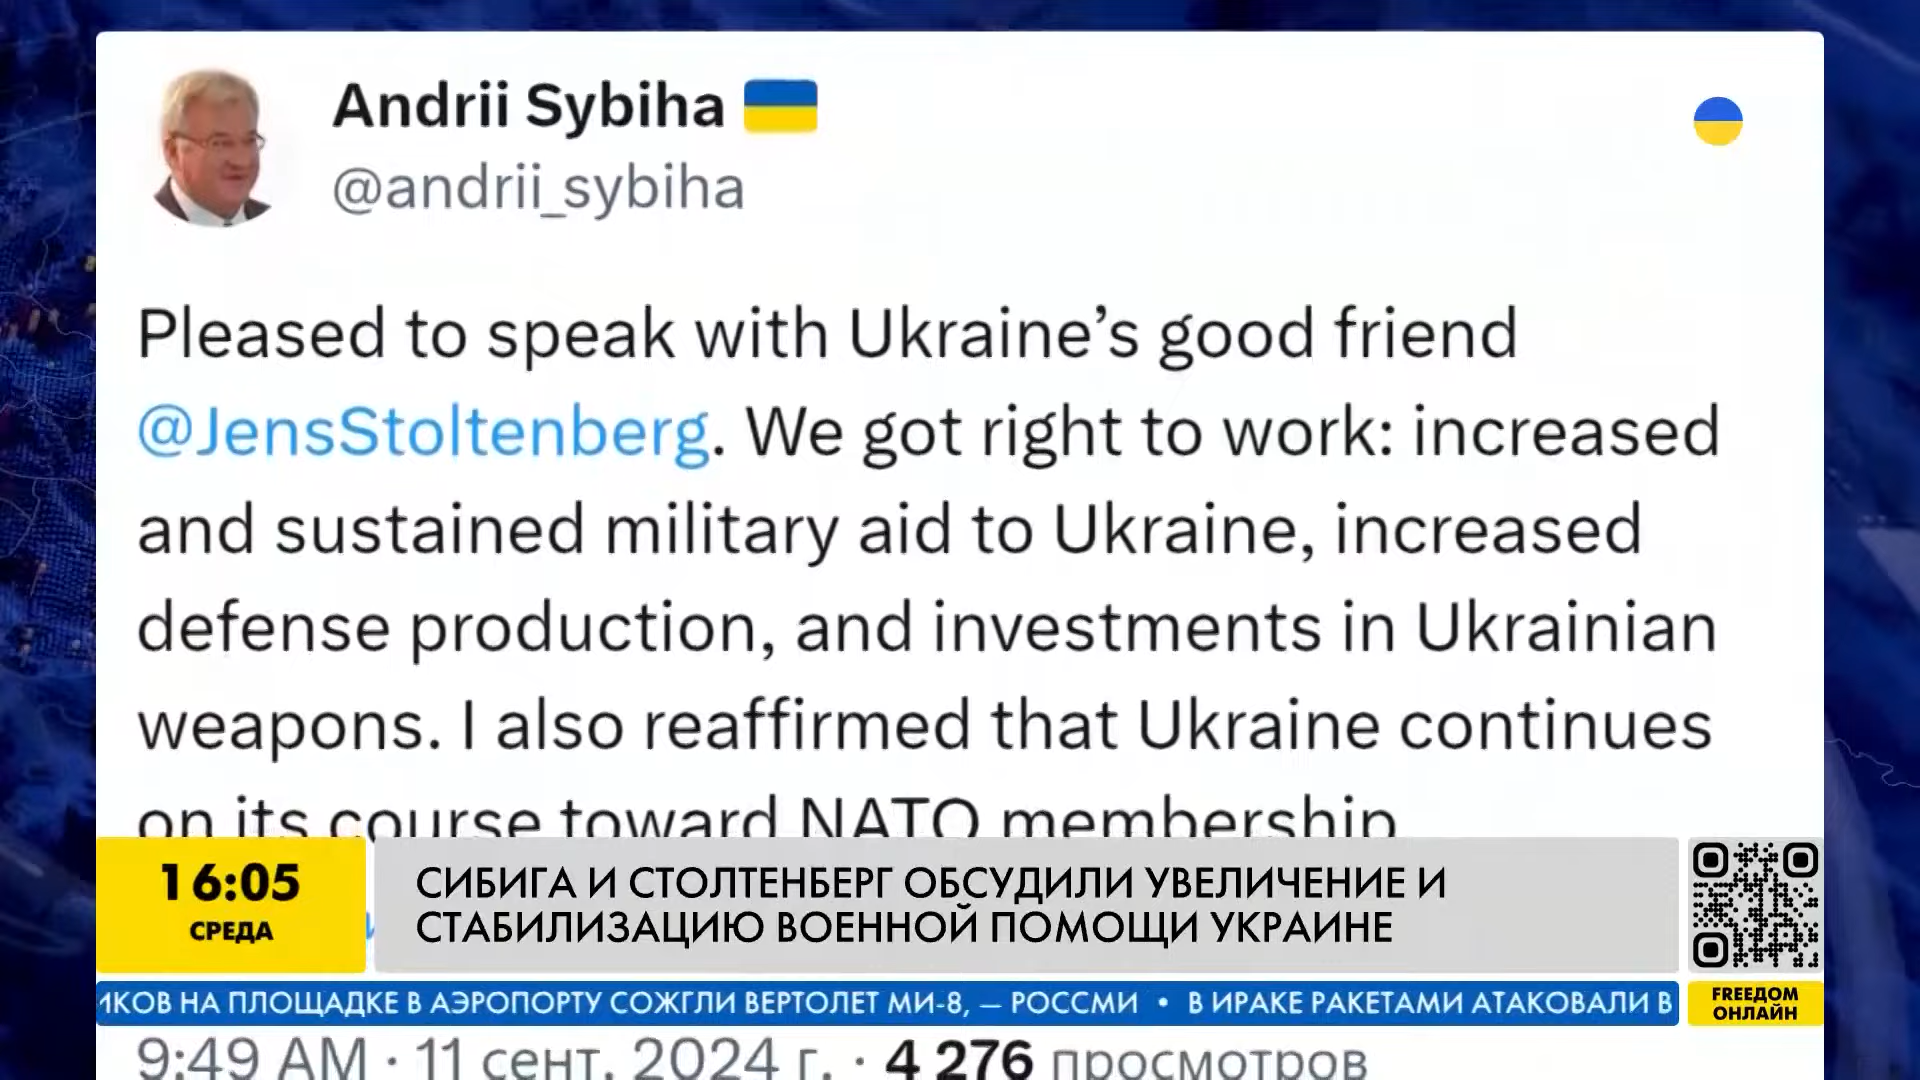 Andrii Sybiha
@andrii_sybiha
Pleased to speak with Ukraine’s good friend
@JensStoltenberg. We got right to work: increased
and sustained military aid to Ukraine, increased
defense production, and investments in Ukrainian
weapons. I also reaffirmed that Ukraine continues
on its course toward NATO membership
16:05
СРЕДА
СИБИГА И СТОЛТЕНБЕРГ ОБСУДИЛИ УВЕЛИЧЕНИЕ И
СТАБИЛИЗАЦИЮ ВОЕННОЙ ПОМОЩИ УКРАИНЕ
ИКОВ НА ПЛОЩАДКЕ В АЭРОПОРТУ СОЖГЛИ ВЕРТОЛЕТ МИ-8, — РОССМИ • В ИРАКЕ РАКЕТАМИ АТАКОВАЛИ В
FREEДОМ
ОНЛАЙН
9:49 AM · 11 сент. 2024 г. · 4 276 просмотров